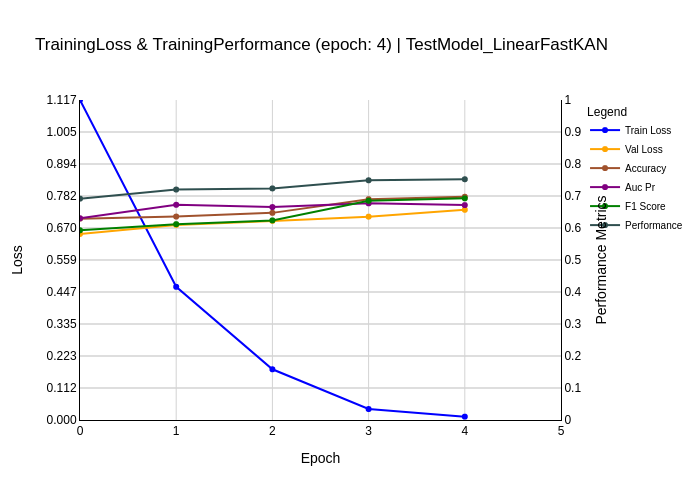 TrainingLoss & TrainingPerformance (epoch: 4) | TestModel_LinearFastKAN
1.117
1.005
0.894
0.782
0.670
0.559
0.447
0.335
0.223
0.112
0.000
Loss
0
1
2
3
4
5
Epoch
1
0.9
0.8
0.7
0.6
0.5
0.4
0.3
0.2
0.1
0
Performance Metrics
Legend
Train Loss
Val Loss
Accuracy
Auc Pr
F1 Score
Performance